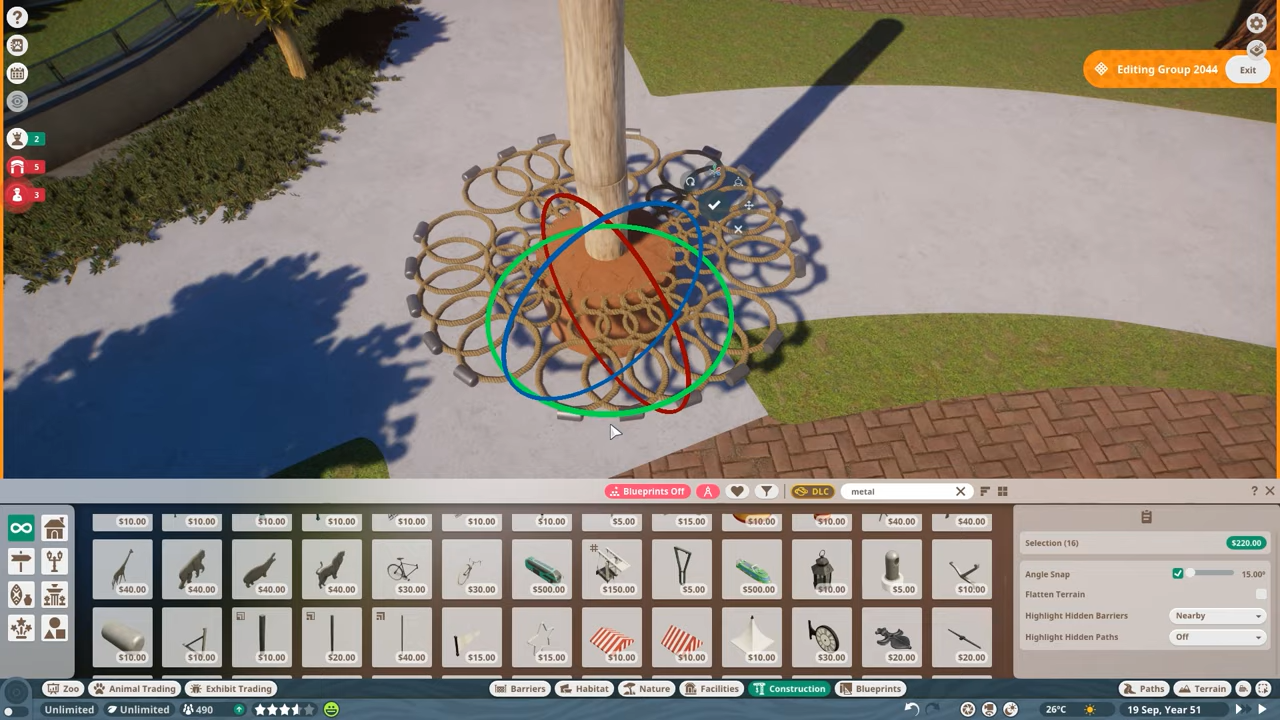 ?
Editing Group 2044
Exit
2
5
3
Blueprints Off
DLC
metal
?
$10.00 $10.00 $10.00 $10.00 $10.00 $10.00 $10.00 $5.00 $15.00 $10.00 $10.00 $40.00 $40.00
$40.00 $40.00 $40.00 $40.00 $30.00 $30.00 $500.00 $150.00 $5.00 $500.00 $10.00 $5.00 $10.00
$10.00 $10.00 $10.00 $20.00 $40.00 $15.00 $15.00 $10.00 $10.00 $10.00 $30.00 $20.00 $20.00
Selection (16) $220.00
Angle Snap 15.00°
Flatten Terrain
Highlight Hidden Barriers Nearby
Highlight Hidden Paths Off
Zoo Animal Trading Exhibit Trading Barriers Habitat Nature Facilities Construction Blueprints Paths Terrain
Unlimited Unlimited 490 26°C 19 Sep, Year 51